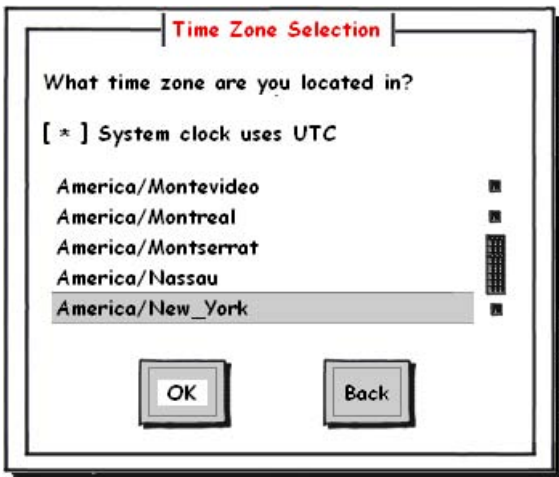 Time Zone Selection
What time zone are you located in?
[ * ] System clock uses UTC
America/Montevideo
America/Montreal
America/Montserrat
America/Nassau
America/New_York
OK Back